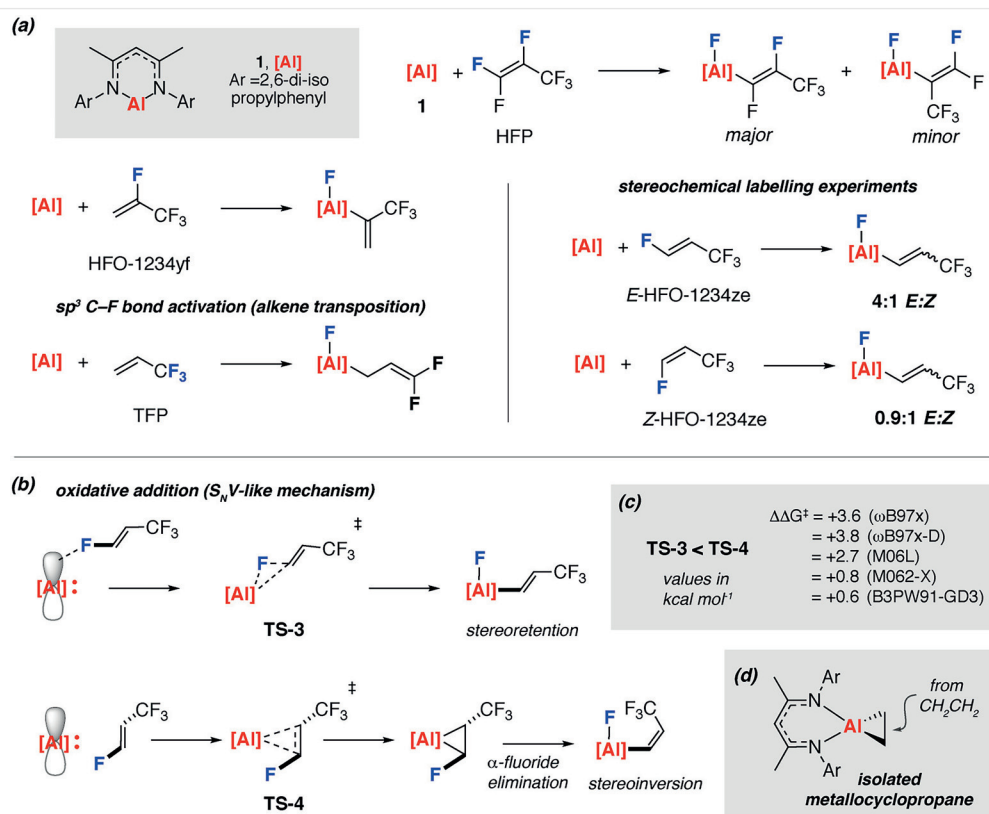 (a)
1, [Al]
Ar =2,6-di-iso
propylphenyl
Ar
N
Al
N
Ar
[Al] + F F CF3 F
1
HFP
F
[Al] F CF3 F
major
+
F
[Al] F F CF3
minor
[Al] + F CF3
HFO-1234yf
F
[Al] CF3
sp³ C–F bond activation (alkene transposition)
[Al] + CF3
TFP
F
[Al] F F
stereochemical labelling experiments
[Al] + F CF3
E-HFO-1234ze
F
[Al] CF3
4:1 E:Z
[Al] + F CF3
Z-HFO-1234ze
F
[Al] CF3
0.9:1 E:Z
(b) oxidative addition (SNV-like mechanism)
[Al]: F CF3
[Al] F CF3 ‡
TS-3
F
[Al] CF3
stereoretention
[Al]: F CF3
[Al] F CF3 ‡
TS-4
[Al] F CF3
α-fluoride
elimination
F F3C
[Al]
stereoinversion
(c)
TS-3 < TS-4
values in
kcal mol-1
ΔΔG‡ = +3.6 (ωB97x)
= +3.8 (ωB97x-D)
= +2.7 (M06L)
= +0.8 (M062-X)
= +0.6 (B3PW91-GD3)
(d)
Ar
N
Al
N
Ar
from
CH2CH2
isolated
metallocyclopropane